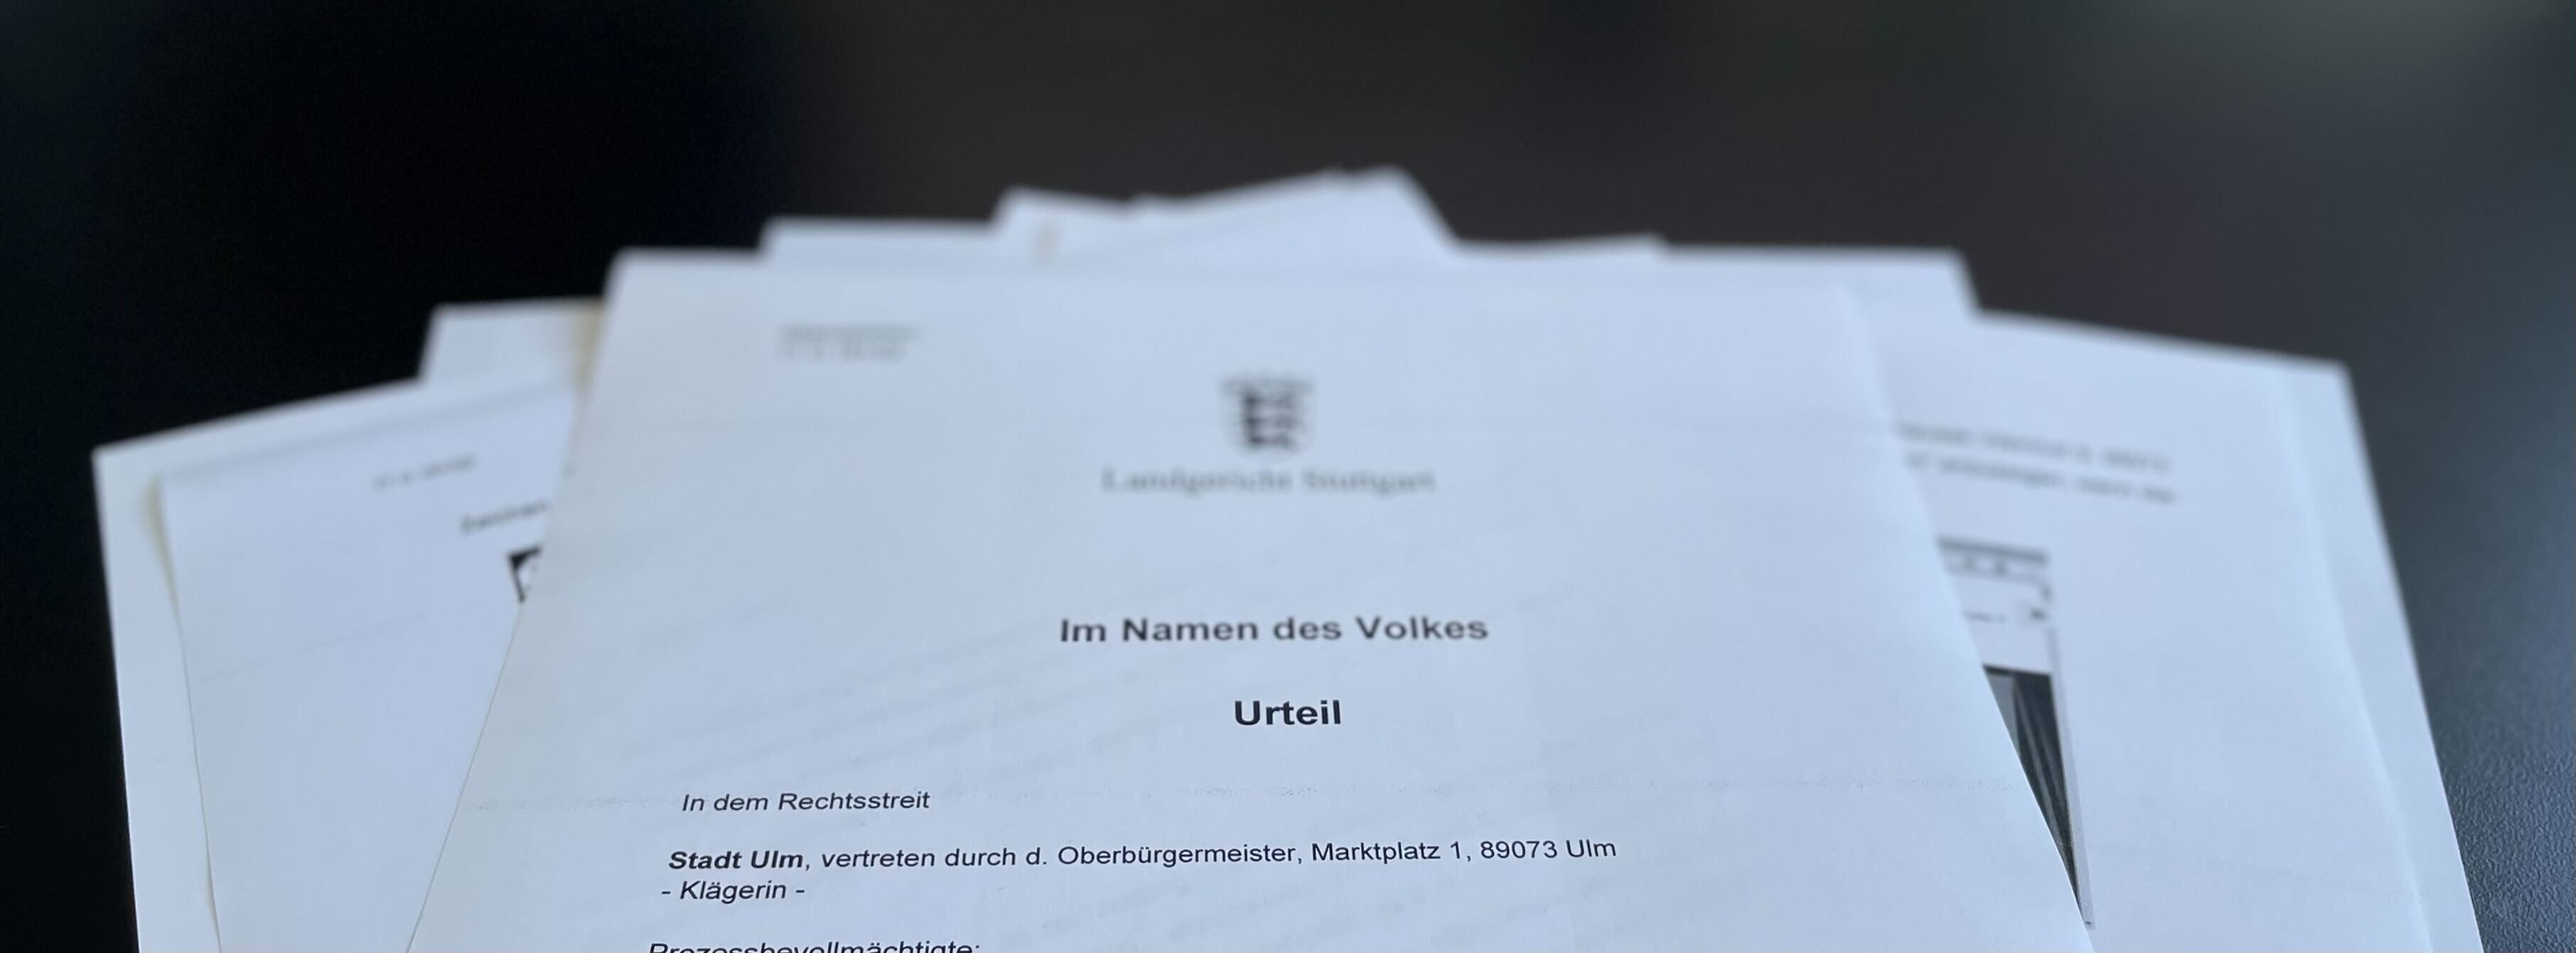 Landgericht Stuttgart
Im Namen des Volkes
Urteil
In dem Rechtsstreit
Stadt Ulm, vertreten durch d. Oberbürgermeister, Marktplatz 1, 89073 Ulm
- Klägerin -
Prozessbevollmächtigte: